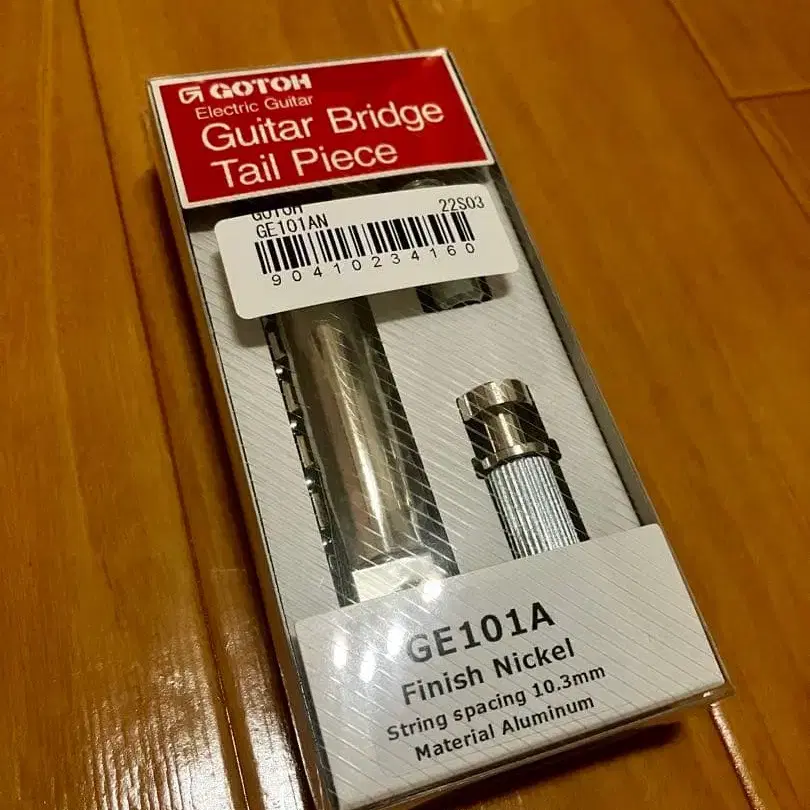 GOTOH
Electric Guitar
Guitar Bridge
Tail Piece
GOTOH 22S03
GE101AN
90410234160
GE101A
Finish Nickel
String spacing 10.3mm
Material Aluminum